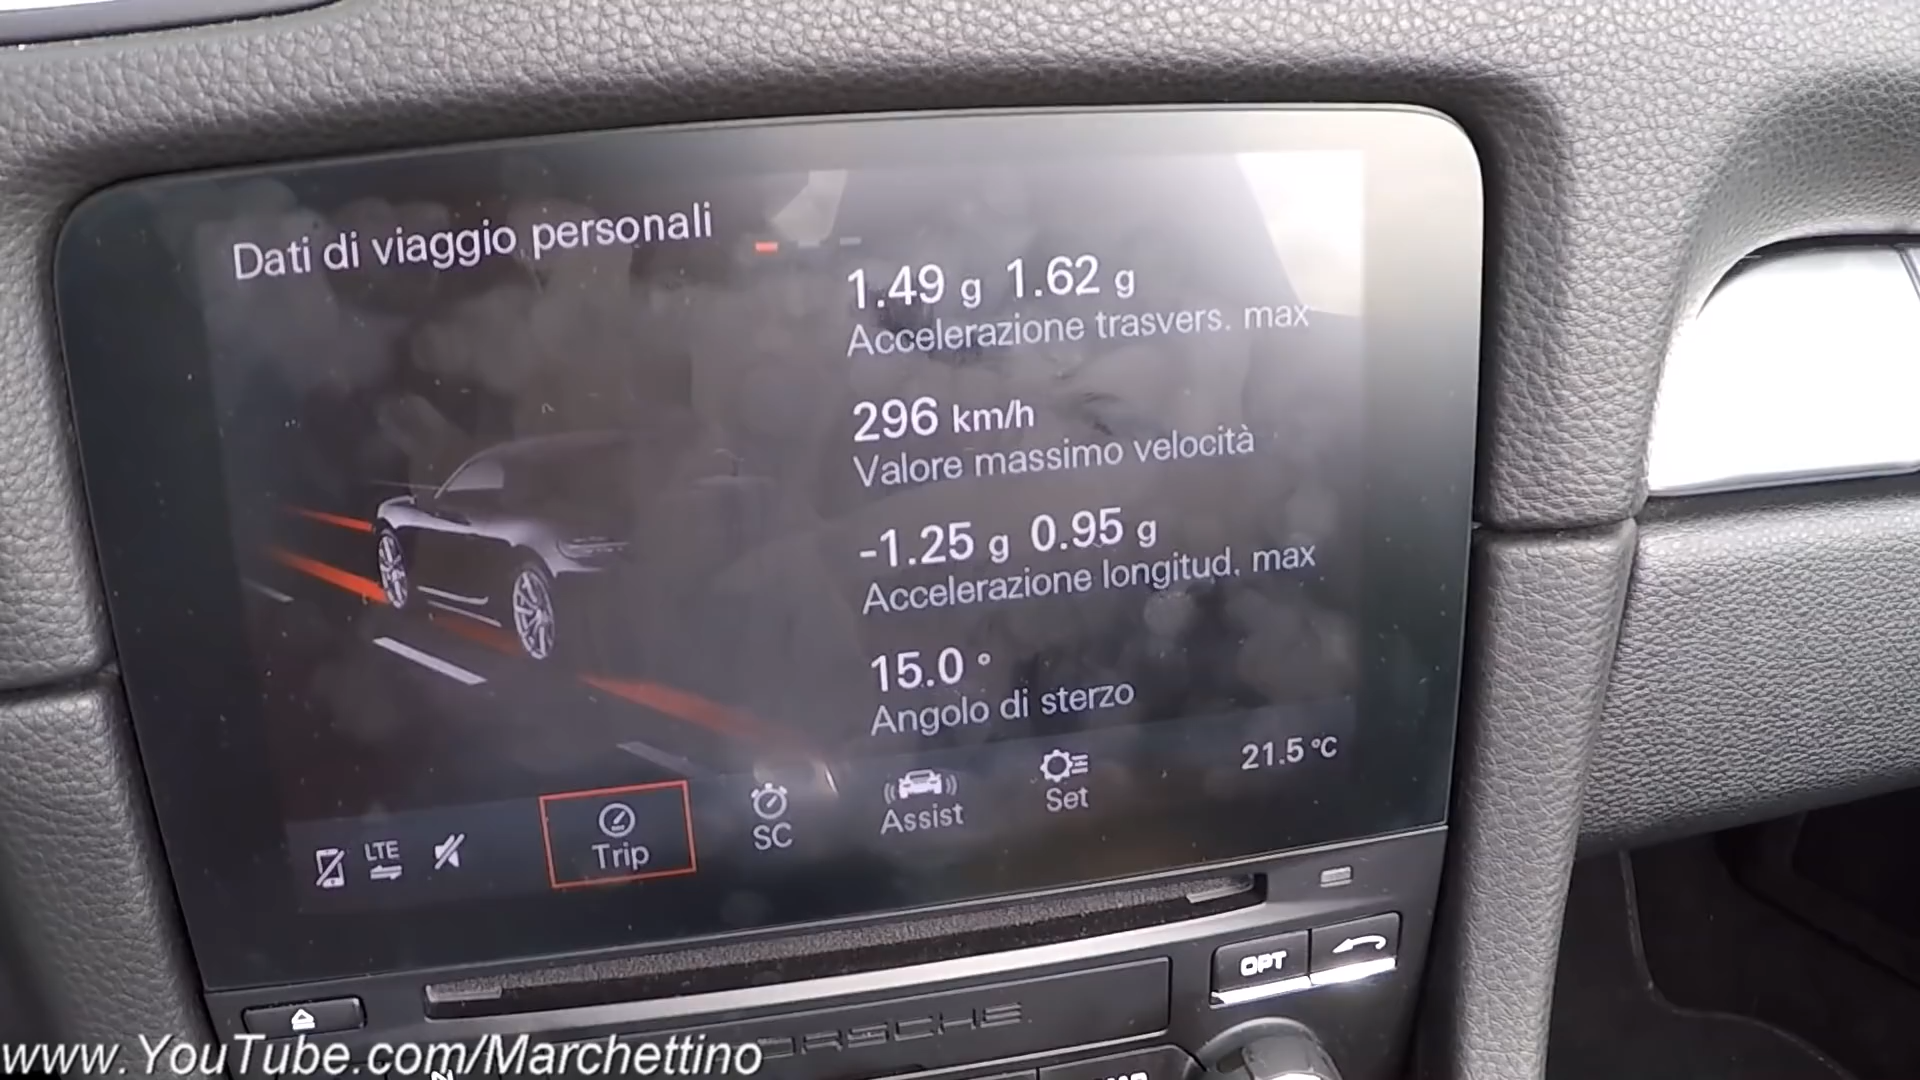 Dati di viaggio personali
1.49 g 1.62 g
Accelerazione trasvers. max
296 km/h
Valore massimo velocità
-1.25 g 0.95 g
Accelerazione longitud. max
15.0 °
Angolo di sterzo
21.5 °C
LTE
Trip
SC
Assist
Set
OPT
PORSCHE
www.YouTube.com/Marchettino